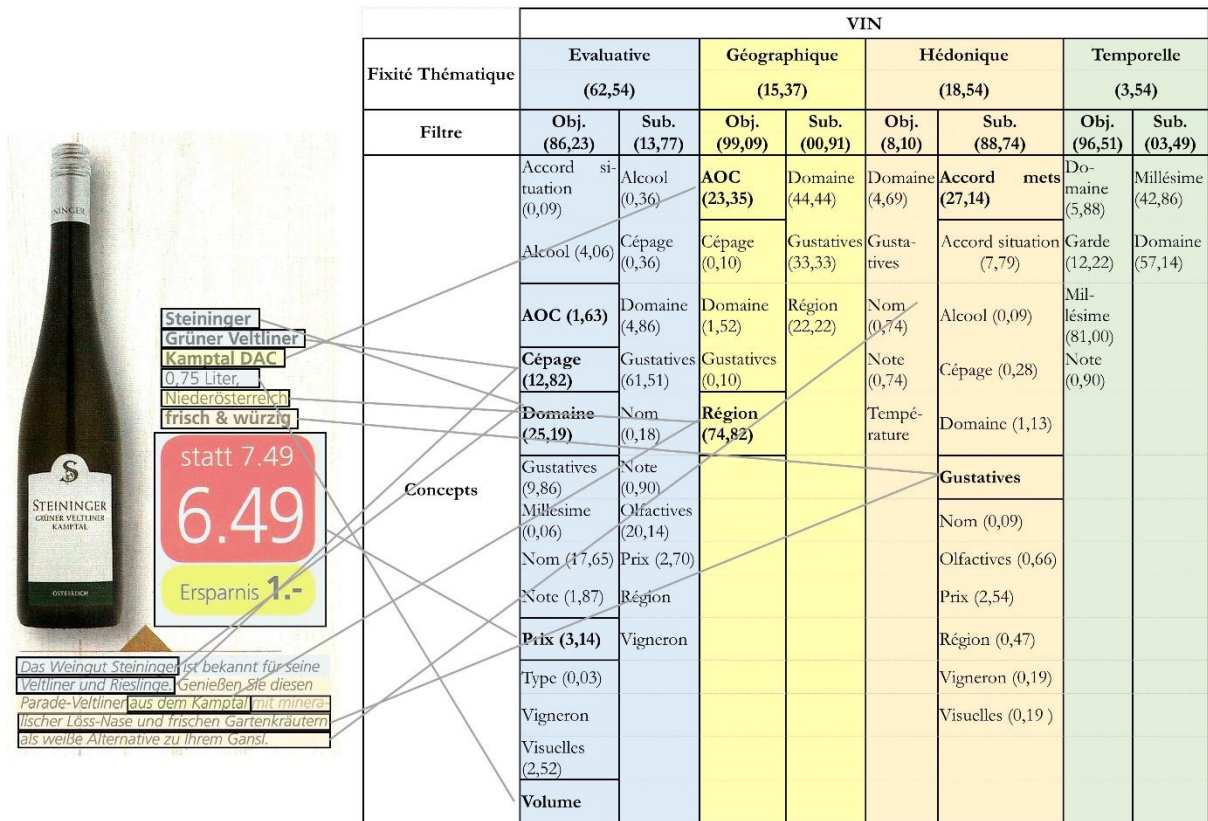 STEININGER
STEININGER
GRÜNER VELTLINER
KAMPTAL
ÖSTERREICH
Steininger
Grüner Veltliner
Kamptal DAC
0,75 Liter,
Niederösterreich
frisch & würzig
statt 7.49
6.49
Ersparnis 1.-
Das Weingut Steininger ist bekannt für seine
Veltliner und Rieslinge. Genießen Sie diesen
Parade-Veltliner aus dem Kamptal mit minera-
lischer Löss-Nase und frischen Gartenkräutern
als weiße Alternative zu Ihrem Gansl.
VIN
Fixité Thématique
Evaluative
(62,54)
Géographique
(15,37)
Hédonique
(18,54)
Temporelle
(3,54)
Filtre
Obj.
(86,23)
Sub.
(13,77)
Obj.
(99,09)
Sub.
(00,91)
Obj.
(8,10)
Sub.
(88,74)
Obj.
(96,51)
Sub.
(03,49)
Concepts
Accord si-
tuation
(0,09)
Alcool (4,06)
AOC (1,63)
Cépage
(12,82)
Domaine
(25,19)
Gustatives
(9,86)
Millésime
(0,06)
Nom (17,65)
Note (1,87)
Prix (3,14)
Type (0,03)
Vigneron
Visuelles
(2,52)
Volume
Alcool
(0,36)
Cépage
(0,36)
Domaine
(4,86)
Gustatives
(61,51)
Nom
(0,18)
Note
(0,90)
Olfactives
(20,14)
Prix (2,70)
Région
Vigneron
AOC
(23,35)
Cépage
(0,10)
Domaine
(1,52)
Gustatives
(0,10)
Région
(74,82)
Domaine
(44,44)
Gustatives
(33,33)
Région
(22,22)
Domaine
(4,69)
Gusta-
tives
Nom
(0,74)
Note
(0,74)
Tempé-
rature
Accord mets
(27,14)
Accord situation
(7,79)
Alcool (0,09)
Cépage (0,28)
Domaine (1,13)
Gustatives
Nom (0,09)
Olfactives (0,66)
Prix (2,54)
Région (0,47)
Vigneron (0,19)
Visuelles (0,19 )
Do-
maine
(5,88)
Garde
(12,22)
Mil-
lésime
(81,00)
Note
(0,90)
Millésime
(42,86)
Domaine
(57,14)